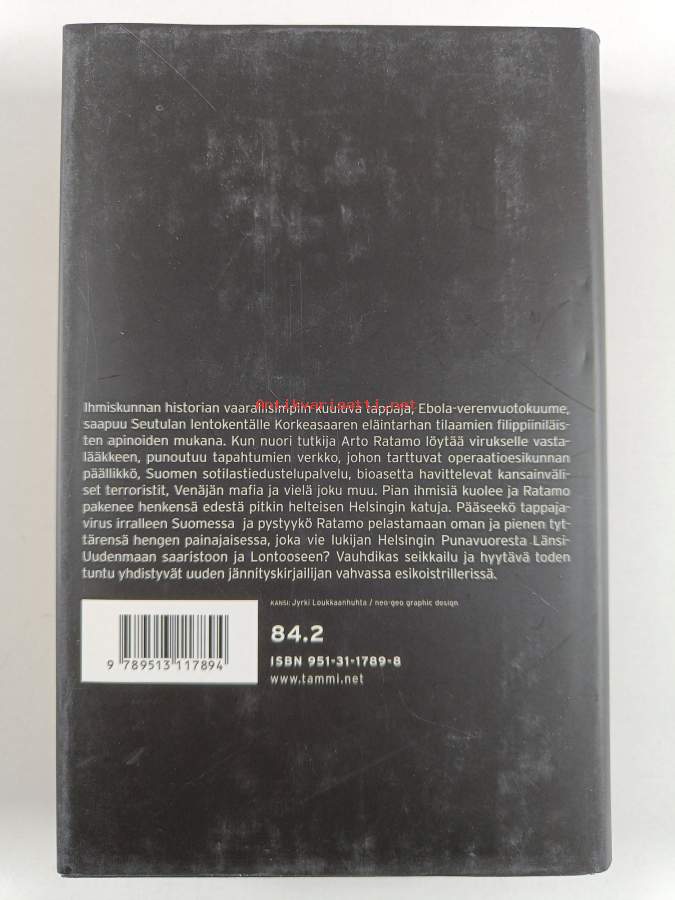 Antikvariaatti.net
Ihmiskunnan historian vaarallisimpiin kuuluva tappaja, Ebola-verenvuotokuume,
saapuu Seutulan lentokentälle Korkeasaaren eläintarhan tilaamien filippiiniläis-
ten apinoiden mukana. Kun nuori tutkija Arto Ratamo löytää virukselle vasta-
lääkkeen, punoutuu tapahtumien verkko, johon tarttuvat operaatioesikunnan
päällikkö, Suomen sotilastiedustelupalvelu, bioasetta havittelevat kansainväli-
set terroristit, Venäjän mafia ja vielä joku muu. Pian ihmisiä kuolee ja Ratamo
pakenee henkensä edestä pitkin helteisen Helsingin katuja. Pääseekö tappaja-
virus irralleen Suomessa ja pystyykö Ratamo pelastamaan oman ja pienen tyt-
tärensä hengen painajaisessa, joka vie lukijan Helsingin Punavuoresta Länsi-
Uudenmaan saaristoon ja Lontooseen? Vauhdikas seikkailu ja hyytävä toden
tuntu yhdistyvät uuden jännityskirjailijan vahvassa esikoistrillerissä.
KANSI: Jyrki Loukkaanhuhta / neo-geo graphic design
84.2
ISBN 951-31-1789-8
www.tammi.net
9 789513 117894